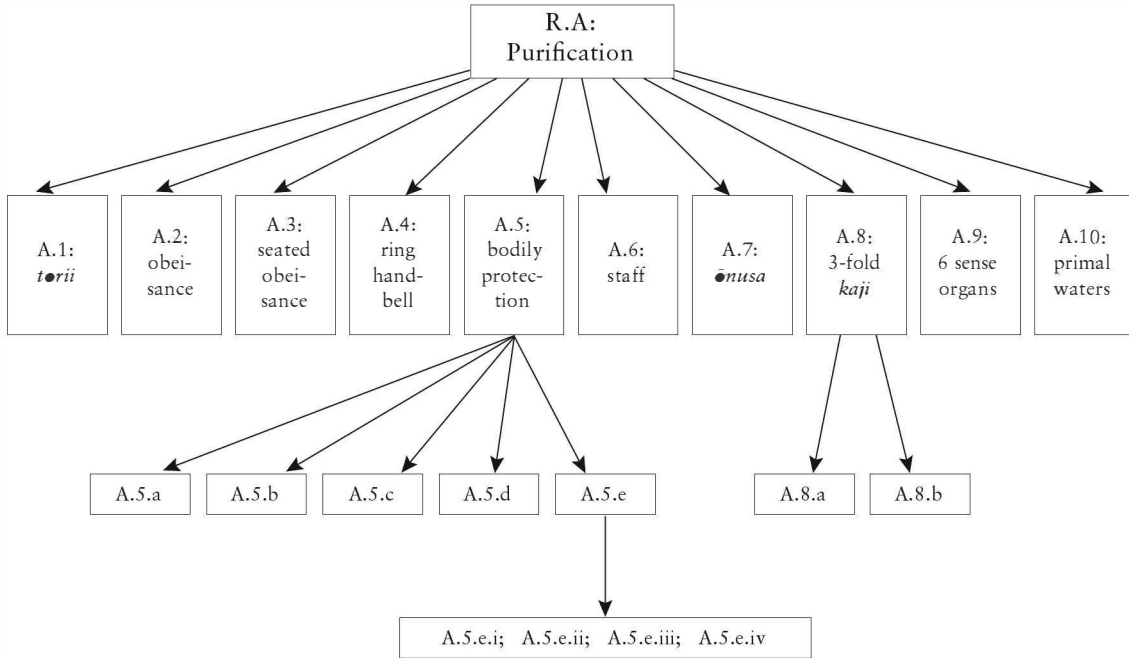 R.A:
Purification
A.1:
torii
A.2:
obei-
sance
A.3:
seated
obei-
sance
A.4:
ring
hand-
bell
A.5:
bodily
protec-
tion
A.6:
staff
A.7:
ōnusa
A.8:
3-fold
kaji
A.9:
6 sense
organs
A.10:
primal
waters
A.5.a
A.5.b
A.5.c
A.5.d
A.5.e
A.8.a
A.8.b
A.5.e.i; A.5.e.ii; A.5.e.iii; A.5.e.iv